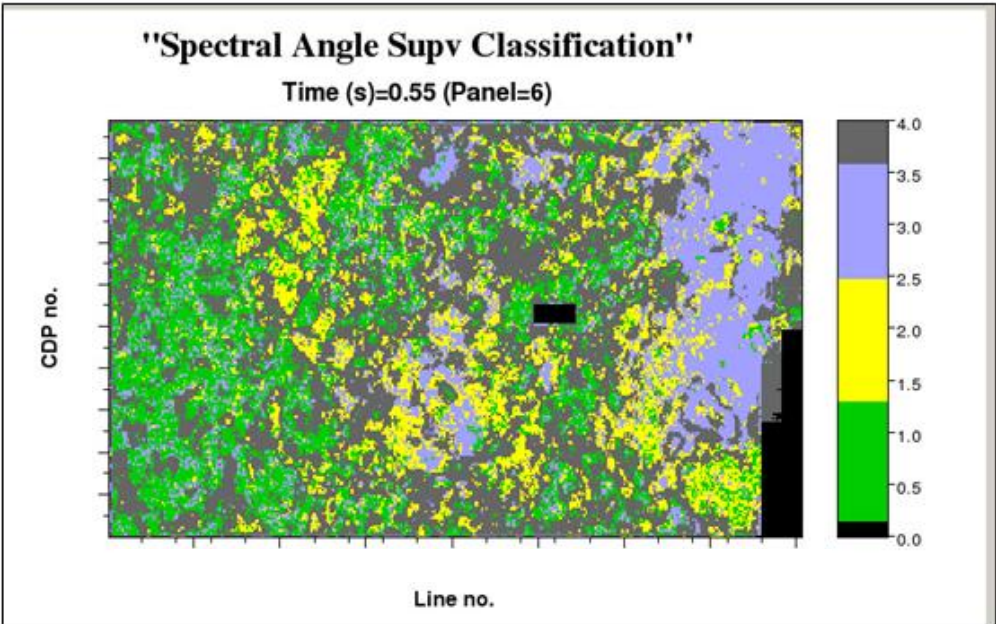 "Spectral Angle Supv Classification"
Time (s)=0.55 (Panel=6)
CDP no.
4.0
3.5
3.0
2.5
2.0
1.5
1.0
0.5
0.0
Line no.